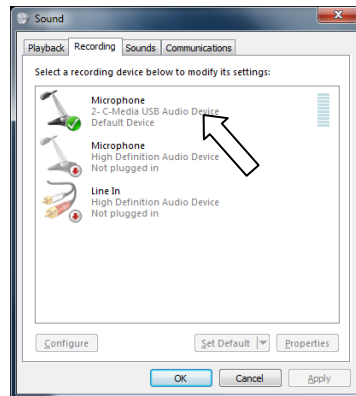 Sound
Playback Recording Sounds Communications
Select a recording device below to modify its settings:
Microphone
2- C-Media USB Audio Device
Default Device
Microphone
High Definition Audio Device
Not plugged in
Line In
High Definition Audio Device
Not plugged in
Configure Set Default Properties
OK Cancel Apply